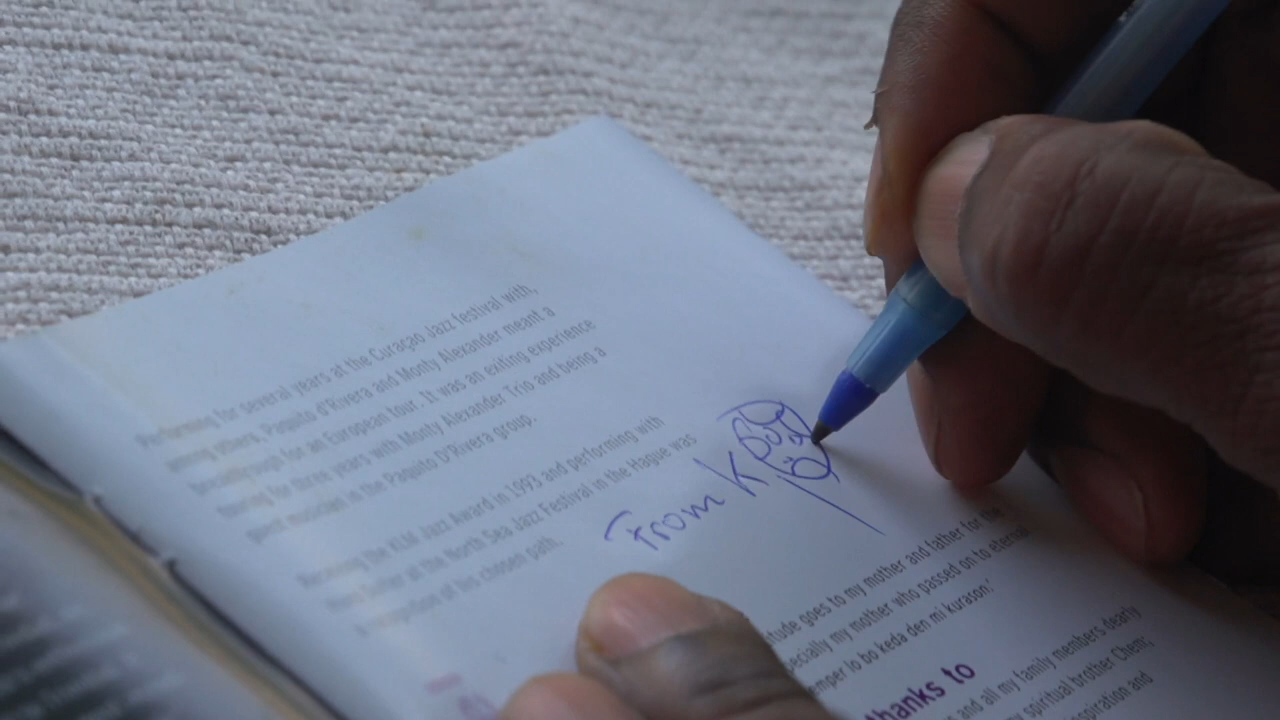 Performing for several years at the Curaçao Jazz festival with,
among others, Paquito d'Rivera and Monty Alexander meant a
breakthrough for an European tour. It was an exiting experience
touring for three years with Monty Alexander Trio and being a
guest musician in the Paquito D'Rivera group.
Receiving the KLM Jazz Award in 1993 and performing with
at the North Sea Jazz Festival in the Hague was
of his chosen path.
From K
goes to my mother and father for the
my mother who passed on to eternal
lo bo keda den mi kurason.'
thanks to
and all my family members dearly
spiritual brother Chem;
and